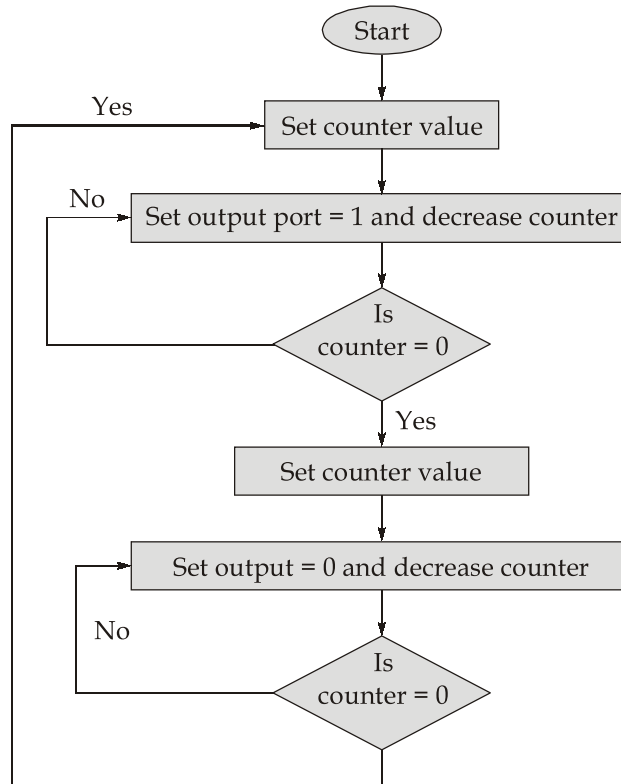 Start
Yes
Set counter value
No
Set output port = 1 and decrease counter
Is
counter = 0
Yes
Set counter value
Set output = 0 and decrease counter
No
Is
counter = 0